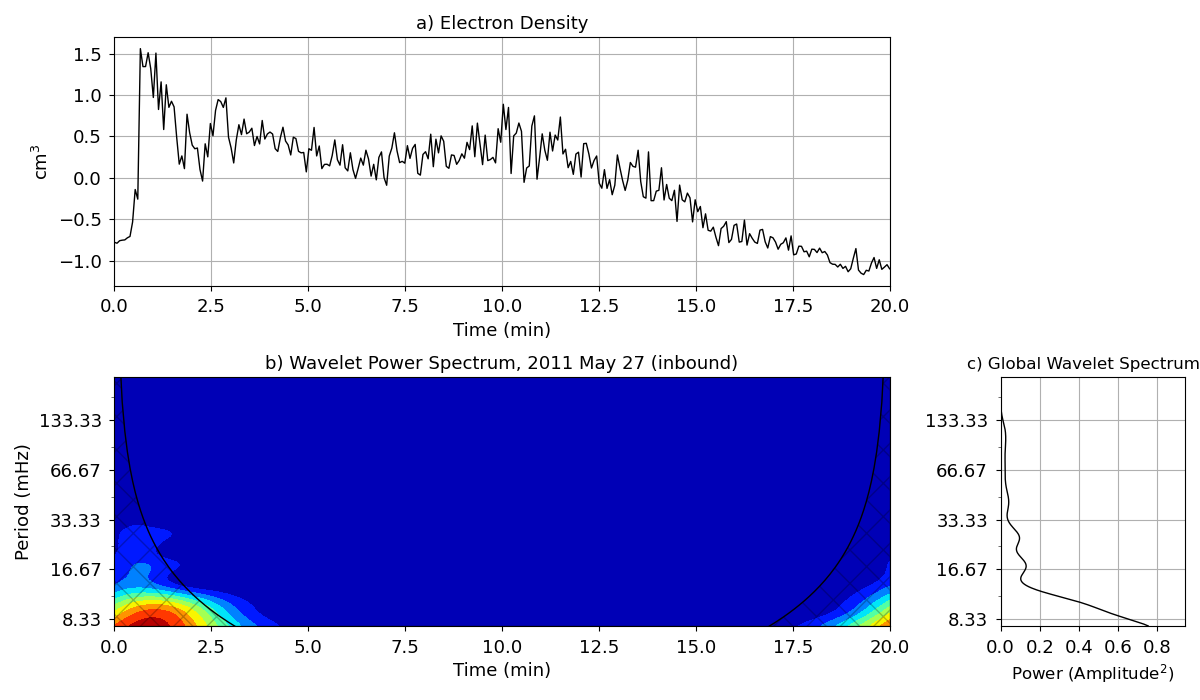 a) Electron Density
cm³
1.5
1.0
0.5
0.0
−0.5
−1.0
0.0 2.5 5.0 7.5 10.0 12.5 15.0 17.5 20.0
Time (min)
b) Wavelet Power Spectrum, 2011 May 27 (inbound)
Period (mHz)
133.33
66.67
33.33
16.67
8.33
0.0 2.5 5.0 7.5 10.0 12.5 15.0 17.5 20.0
Time (min)
c) Global Wavelet Spectrum
133.33
66.67
33.33
16.67
8.33
0.0 0.2 0.4 0.6 0.8
Power (Amplitude²)